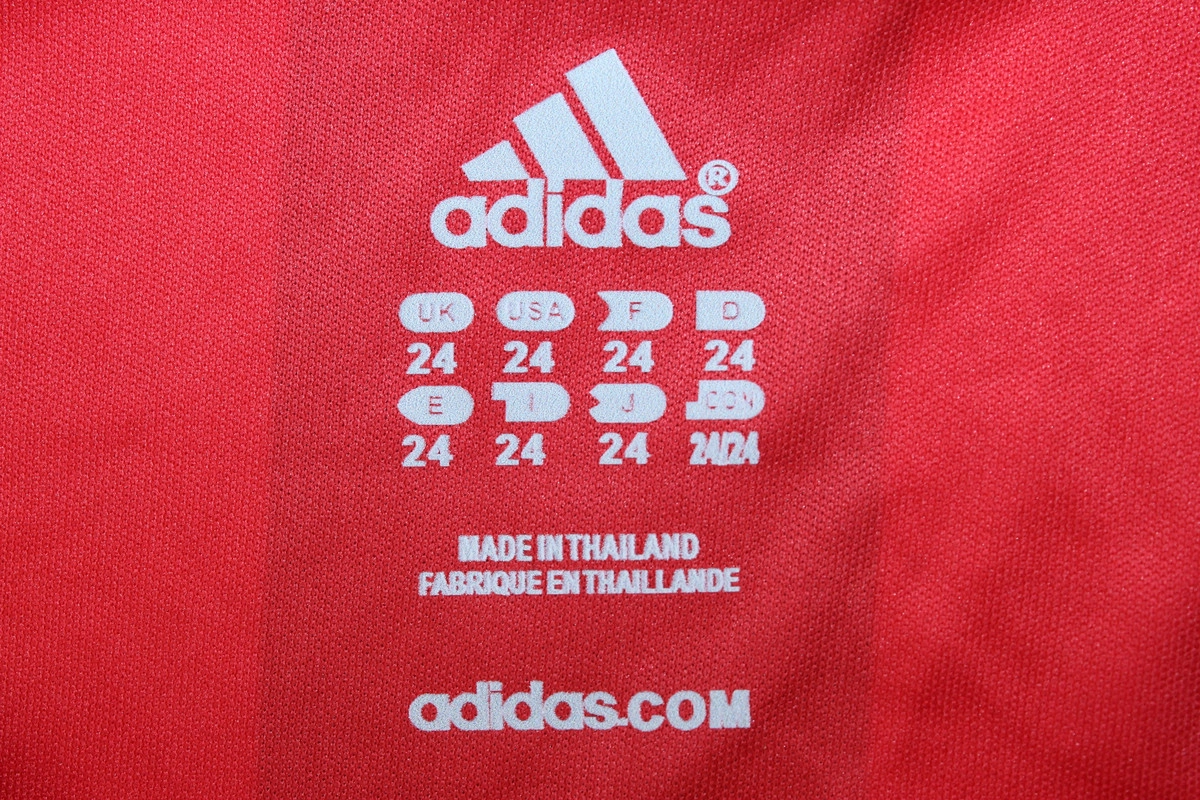 adidas®
UK USA F D
24 24 24 24
E I J .CON
24 24 24 24/24
MADE IN THAILAND
FABRIQUE EN THAILLANDE
adidas.COM